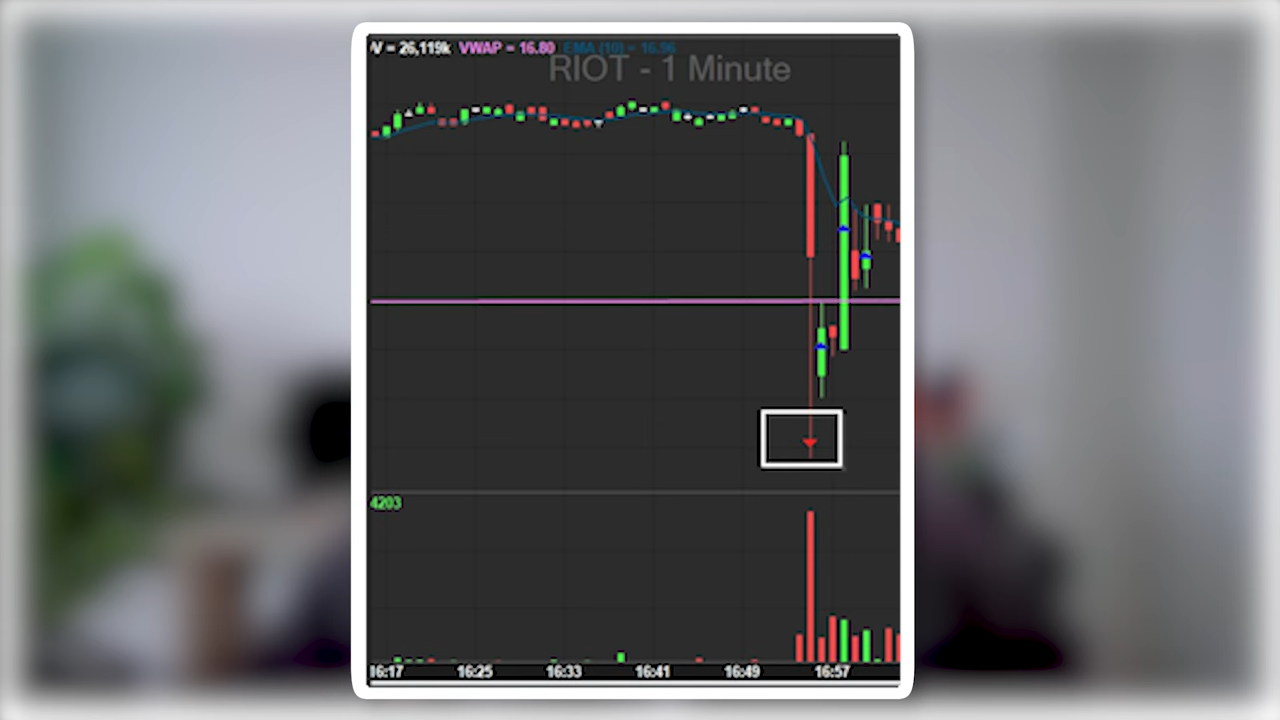 V = 26,119k VWAP = 16.80 EMA (10) = 16.96
RIOT - 1 Minute
4203
16:17 16:25 16:33 16:41 16:49 16:57